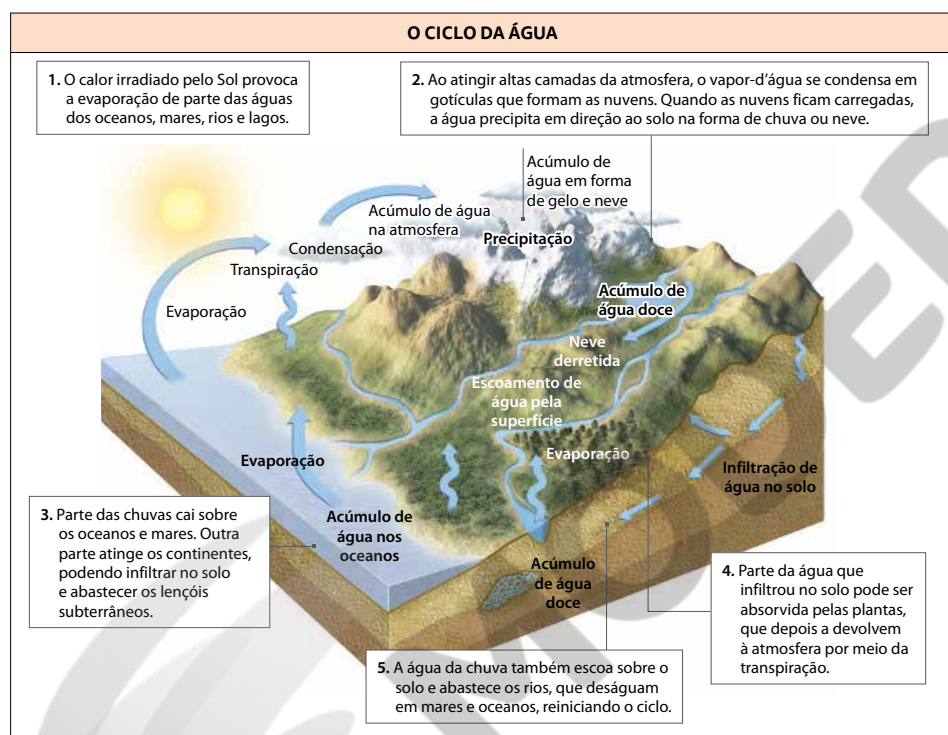 O CICLO DA ÁGUA
1. O calor irradiado pelo Sol provoca
a evaporação de parte das águas
dos oceanos, mares, rios e lagos.
2. Ao atingir altas camadas da atmosfera, o vapor-d'água se condensa em
gotículas que formam as nuvens. Quando as nuvens ficam carregadas,
a água precipita em direção ao solo na forma de chuva ou neve.
Acúmulo de
água em forma
de gelo e neve
Acúmulo de água
na atmosfera
Precipitação
Condensação
Transpiração
Evaporação
Acúmulo de
água doce
Neve
derretida
Escoamento de
água pela
superfície
Evaporação
Evaporação
Infiltração de
água no solo
Acúmulo de
água nos
oceanos
Acúmulo
de água
doce
3. Parte das chuvas cai sobre
os oceanos e mares. Outra
parte atinge os continentes,
podendo infiltrar no solo
e abastecer os lençóis
subterrâneos.
4. Parte da água que
infiltrou no solo pode ser
absorvida pelas plantas,
que depois a devolvem
à atmosfera por meio da
transpiração.
5. A água da chuva também escoa sobre o
solo e abastece os rios, que deságuam
em mares e oceanos, reiniciando o ciclo.